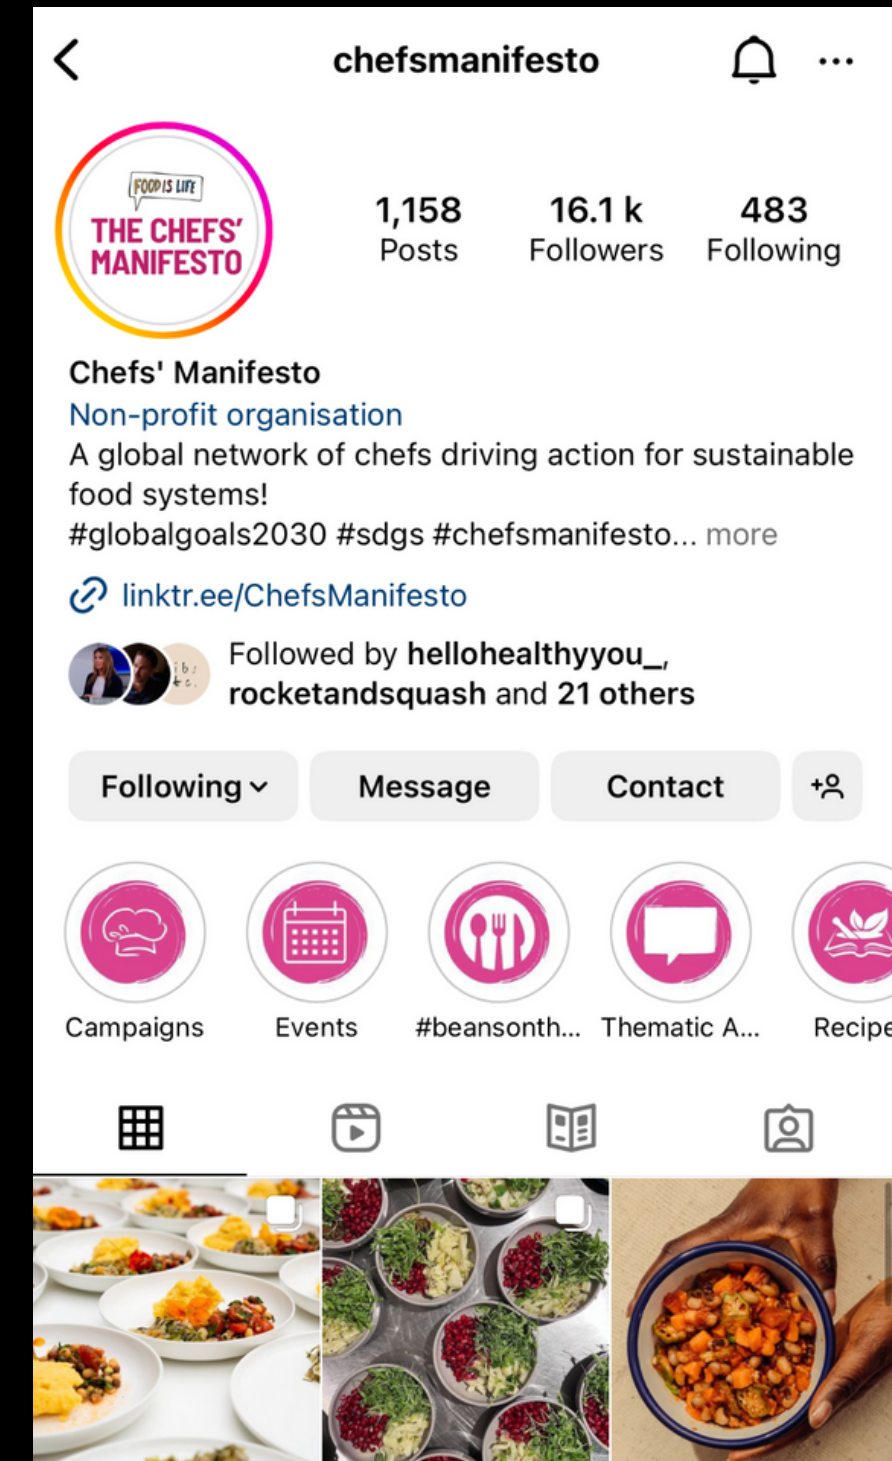 chefsmanifesto
FOOD IS LIFE
THE CHEFS'
MANIFESTO
1,158
Posts
16.1 k
Followers
483
Following
Chefs' Manifesto
Non-profit organisation
A global network of chefs driving action for sustainable
food systems!
#globalgoals2030 #sdgs #chefsmanifesto... more
linktr.ee/ChefsManifesto
Followed by hellohealthyyou_,
rocketandsquash and 21 others
Following
Message
Contact
Campaigns
Events
#beansonth...
Thematic A...
Recipe